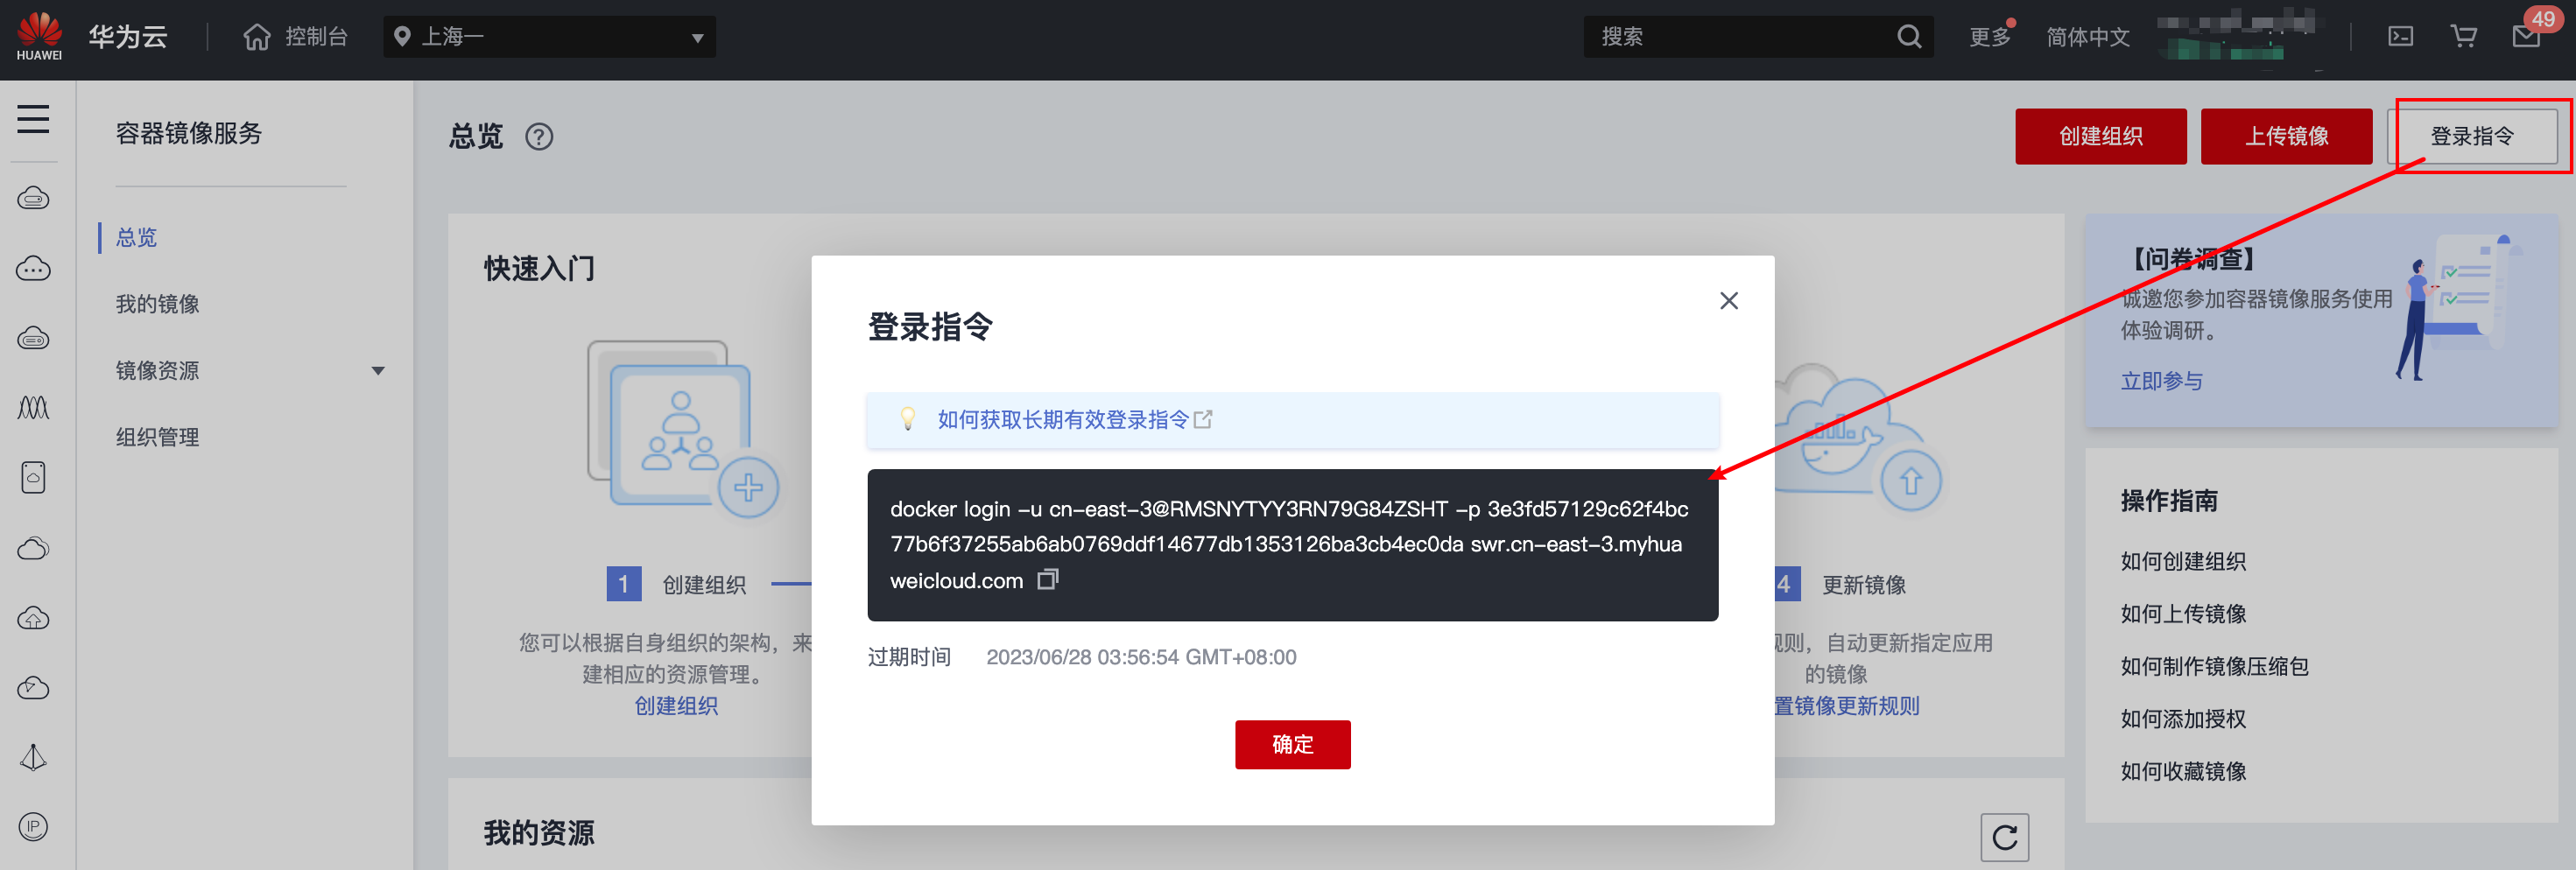 HUAWEI
华为云
控制台
上海一
搜索
更多
简体中文
49
容器镜像服务
总览
我的镜像
镜像资源
组织管理
总览
?
创建组织
上传镜像
登录指令
快速入门
1 创建组织
您可以根据自身组织的架构，来
建相应的资源管理。
创建组织
登录指令
如何获取长期有效登录指令
docker login -u cn-east-3@RMSNYTYY3RN79G84ZSHT -p 3e3fd57129c62f4bc
77b6f37255ab6ab0769ddf14677db1353126ba3cb4ec0da swr.cn-east-3.myhua
weicloud.com
过期时间 2023/06/28 03:56:54 GMT+08:00
确定
4 更新镜像
规则，自动更新指定应用
的镜像
置镜像更新规则
【问卷调查】
诚邀您参加容器镜像服务使用
体验调研。
立即参与
操作指南
如何创建组织
如何上传镜像
如何制作镜像压缩包
如何添加授权
如何收藏镜像
我的资源
IP